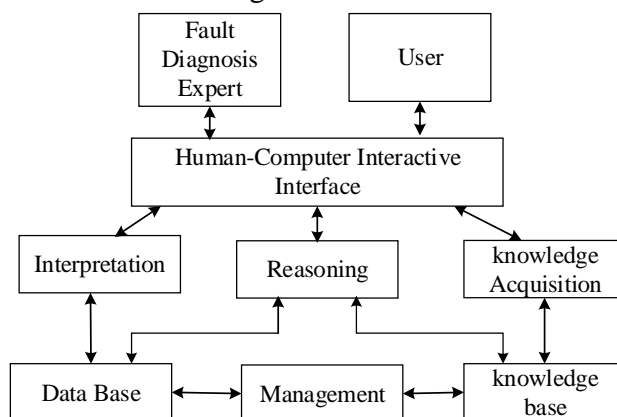 Fault
Diagnosis
Expert
User
Human-Computer Interactive
Interface
Interpretation
Reasoning
knowledge
Acquisition
Data Base
Management
knowledge
base